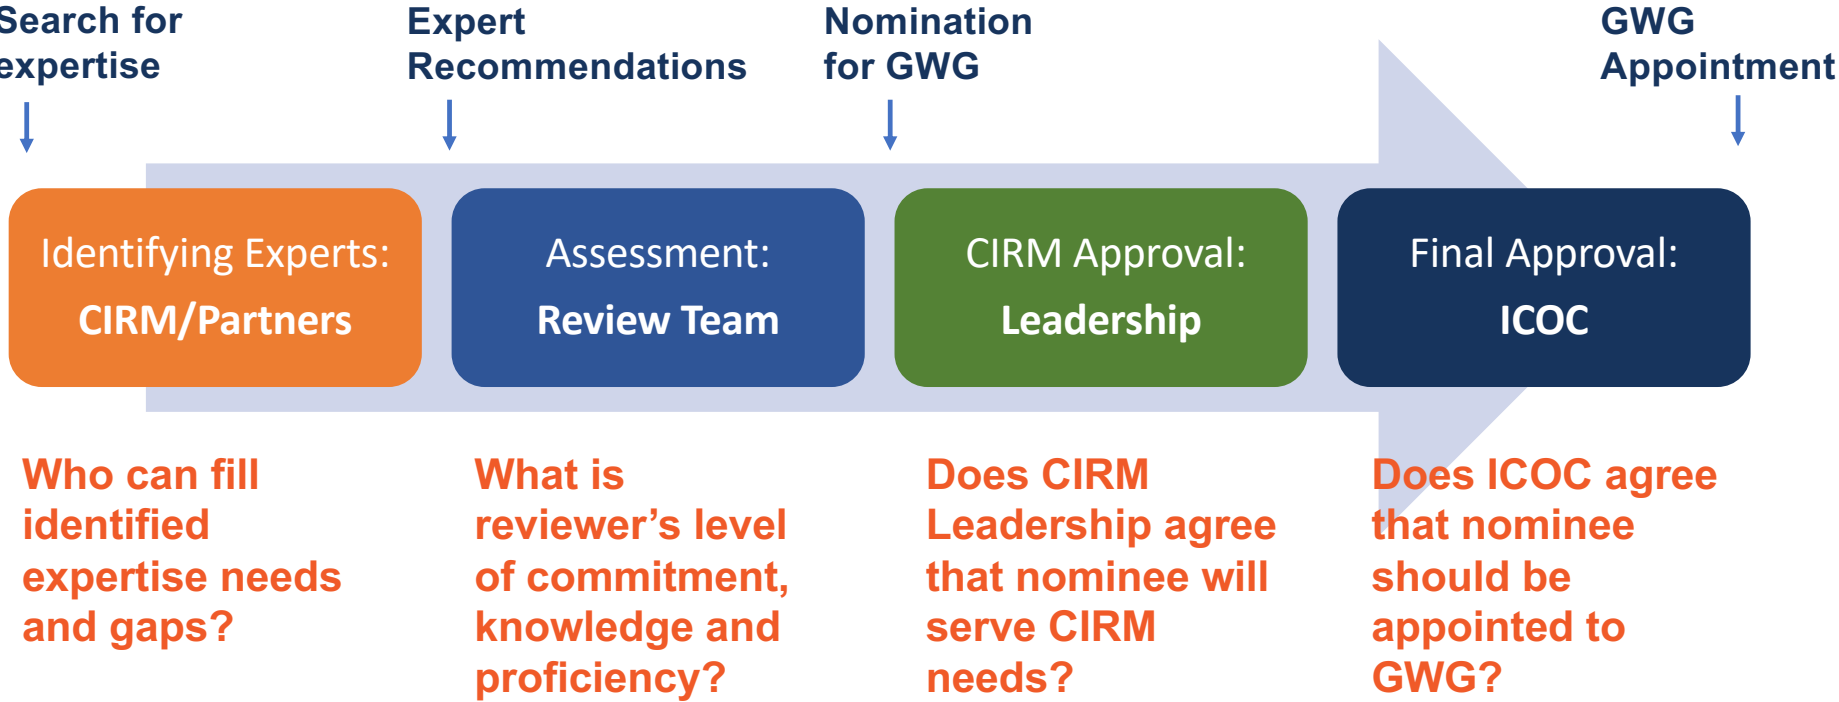 Search for
expertise
Expert
Recommendations
Nomination
for GWG
GWG
Appointment
Identifying Experts:
CIRM/Partners
Assessment:
Review Team
CIRM Approval:
Leadership
Final Approval:
ICOC
Who can fill
identified
expertise needs
and gaps?
What is
reviewer’s level
of commitment,
knowledge and
proficiency?
Does CIRM
Leadership agree
that nominee will
serve CIRM
needs?
Does ICOC agree
that nominee
should be
appointed to
GWG?